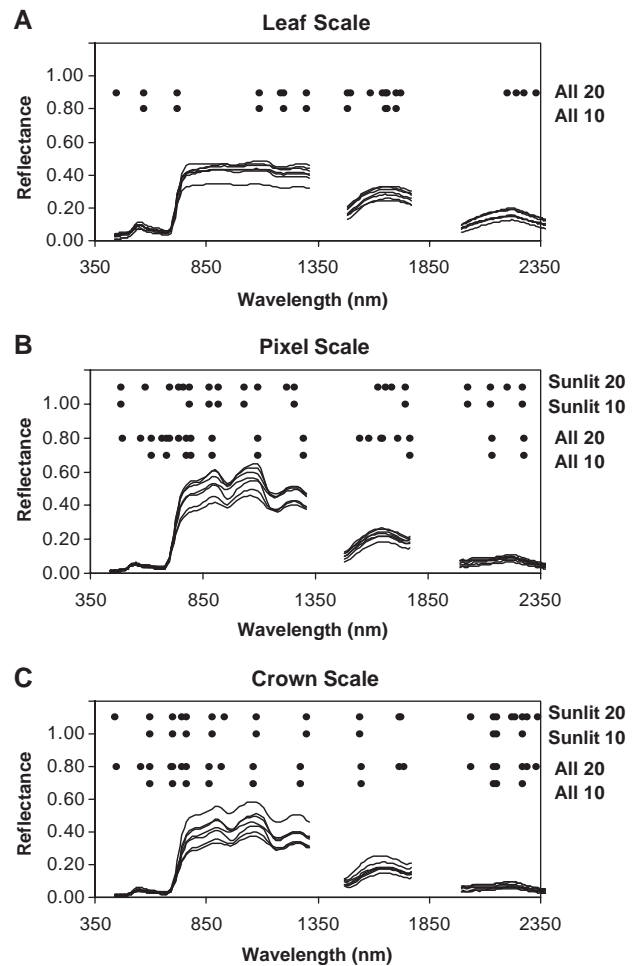 A
Leaf Scale
1.00
0.80
0.60
0.40
0.20
0.00
Reflectance
All 20
All 10
350 850 1350 1850 2350
Wavelength (nm)
B
Pixel Scale
1.00
0.80
0.60
0.40
0.20
0.00
Reflectance
Sunlit 20
Sunlit 10
All 20
All 10
350 850 1350 1850 2350
Wavelength (nm)
C
Crown Scale
1.00
0.80
0.60
0.40
0.20
0.00
Reflectance
Sunlit 20
Sunlit 10
All 20
All 10
350 850 1350 1850 2350
Wavelength (nm)